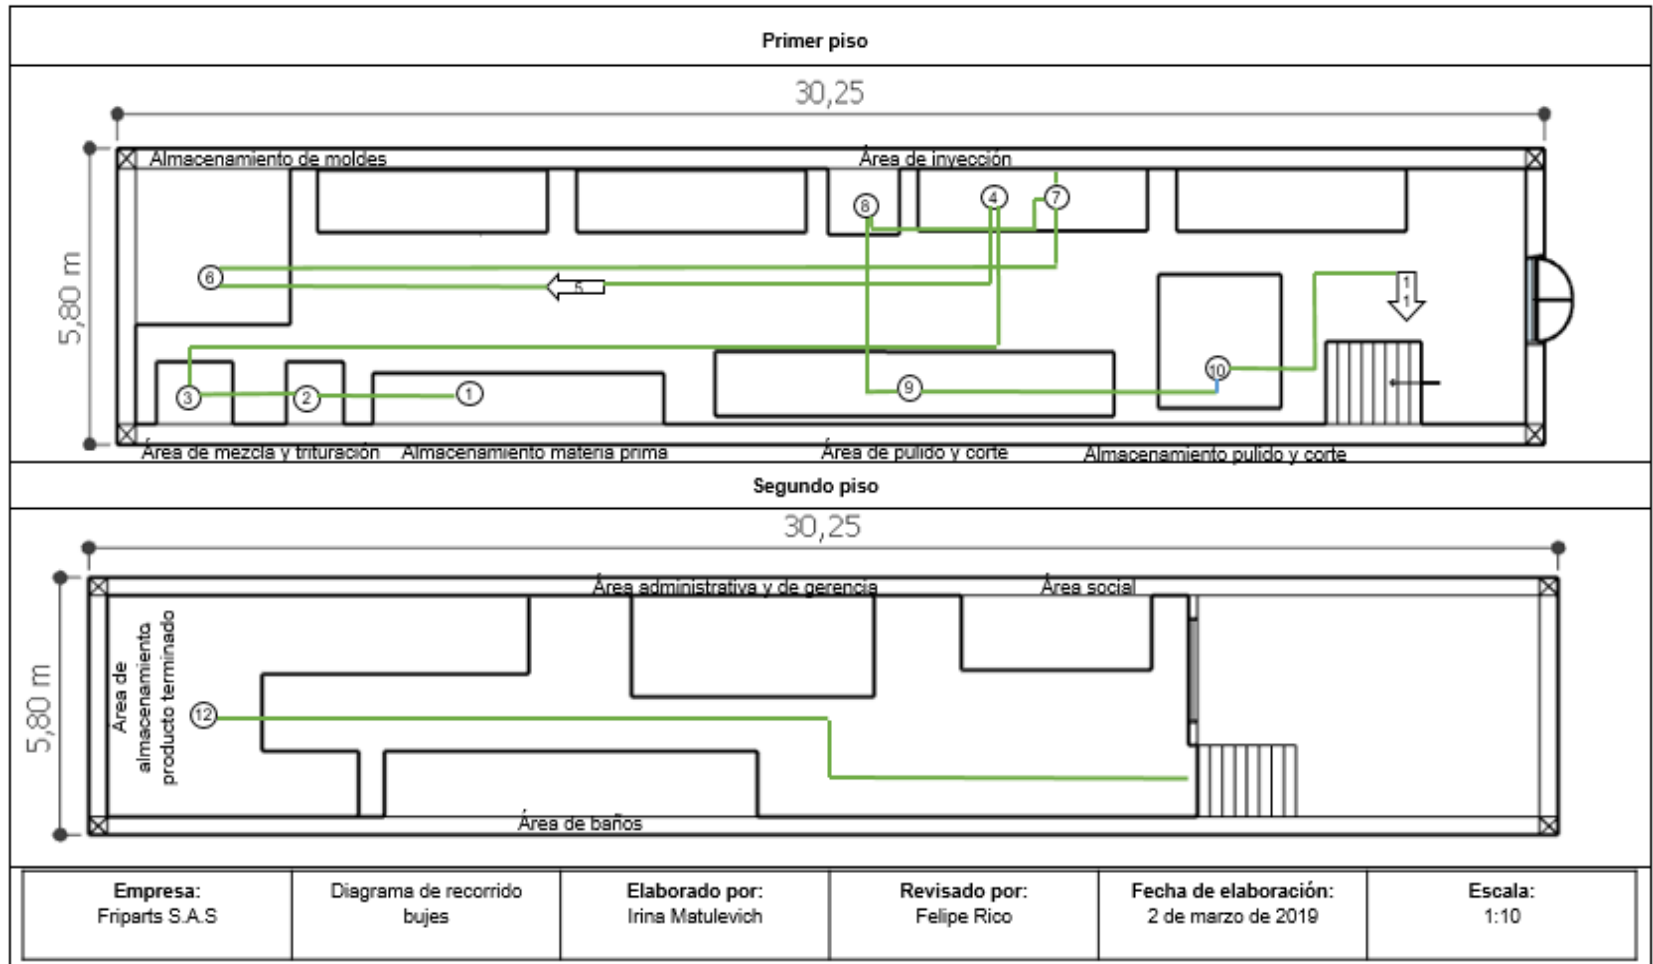 Primer piso
30,25
Almacenamiento de moldes
Área de inyección
5,80 m
8
4
7
6
5
1
1
3
2
1
9
10
Área de mezcla y trituración
Almacenamiento materia prima
Área de pulido y corte
Almacenamiento pulido y corte
Segundo piso
30,25
Área administrativa y de gerencia
Área social
5,80 m
Área de
almacenamiento
producto terminado
12
Área de baños
Empresa:
Friparts S.A.S
Diagrama de recorrido
bujes
Elaborado por:
Irina Matulevich
Revisado por:
Felipe Rico
Fecha de elaboración:
2 de marzo de 2019
Escala:
1:10